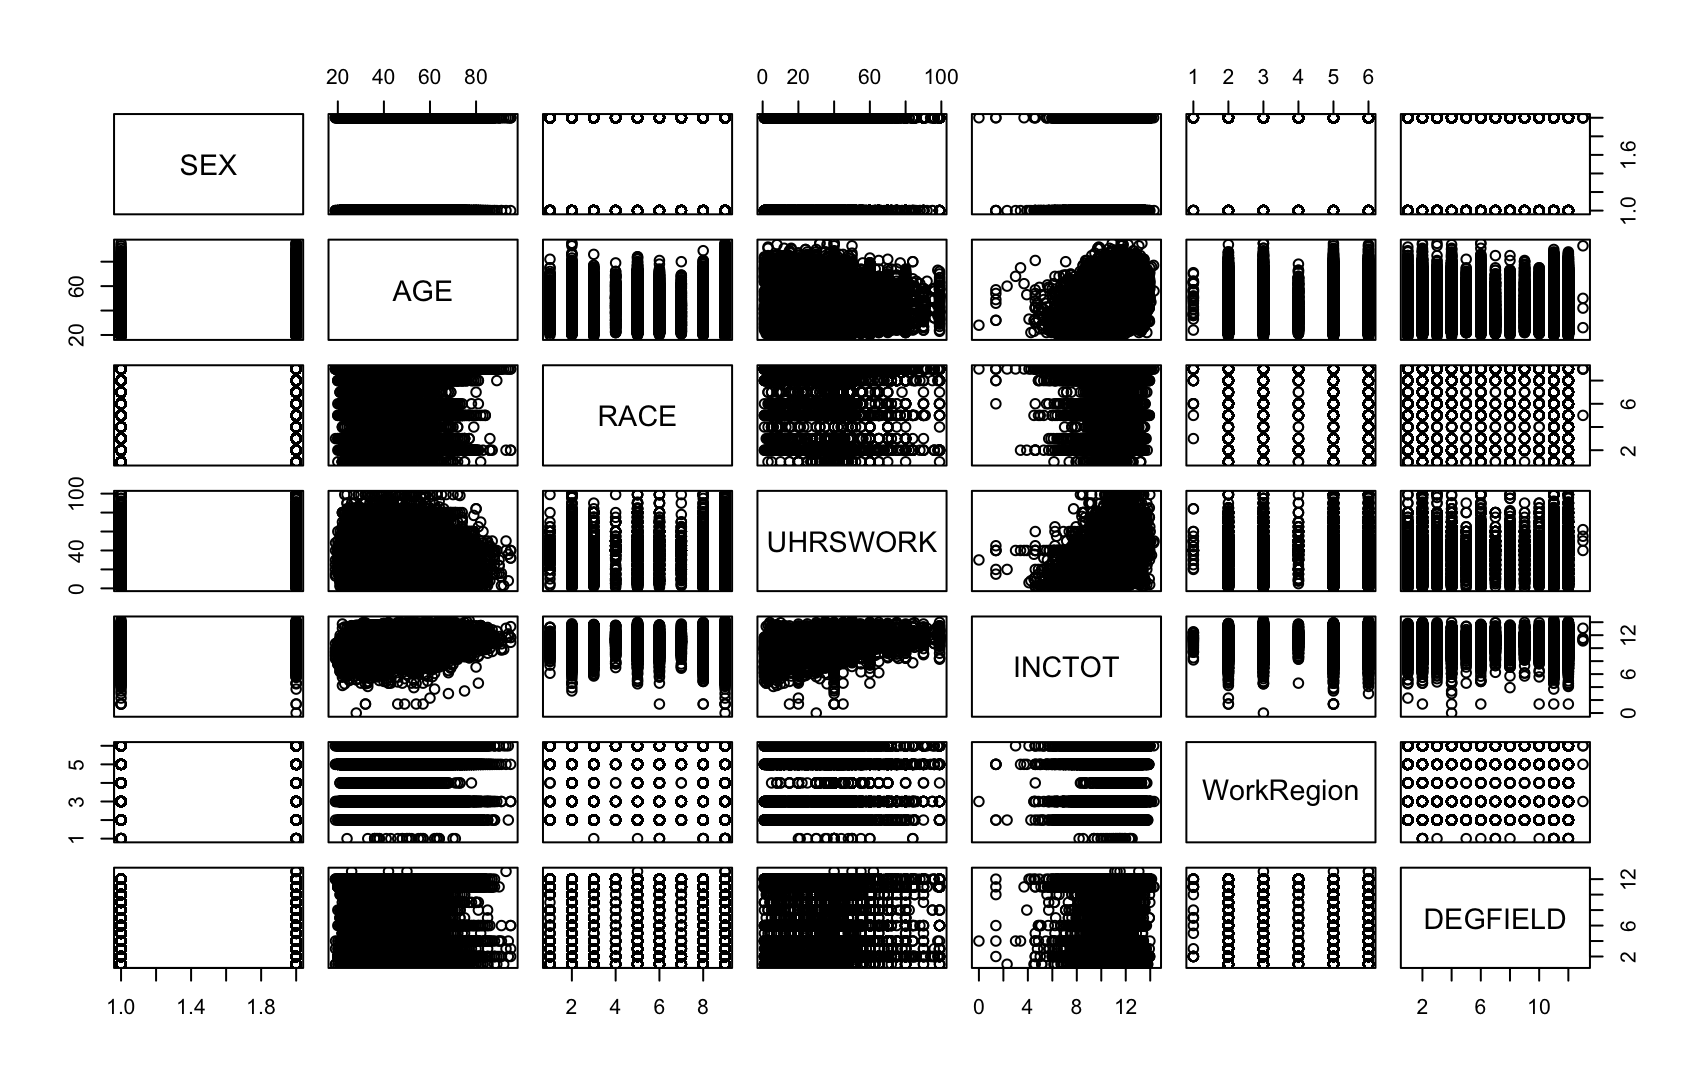 20 40 60 80 0 20 60 100 1 2 3 4 5 6
SEX 1.0 1.6
20 60 AGE
RACE 2 6
0 40 100 UHRSWORK
INCTOT 0 6 12
1 3 5 WorkRegion
DEGFIELD 2 6 12
1.0 1.4 1.8 2 4 6 8 0 4 8 12 2 6 10